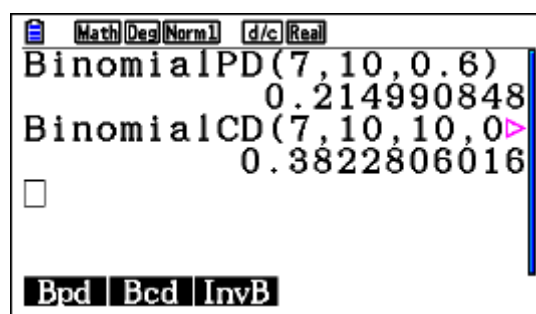 Math Deg Norm1 d/c Real
BinomialPD(7,10,0.6)
0.214990848
BinomialCD(7,10,10,0
0.3822806016
Bpd Bcd InvB